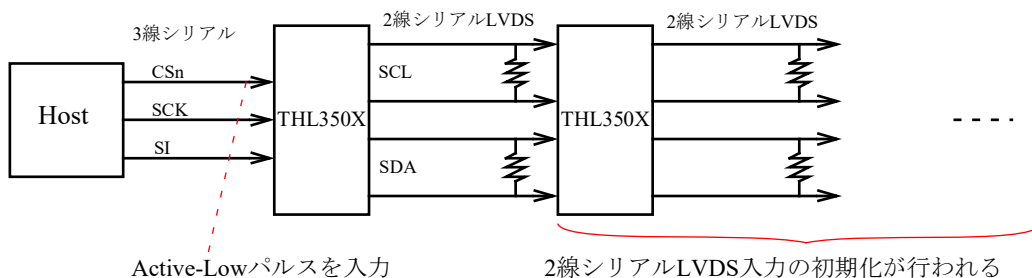 3線シリアル
2線シリアルLVDS
2線シリアルLVDS
Host
CSn
SCK
SI
THL350X
SCL
SDA
THL350X
Active-Lowパルスを入力
2線シリアルLVDS入力の初期化が行われる